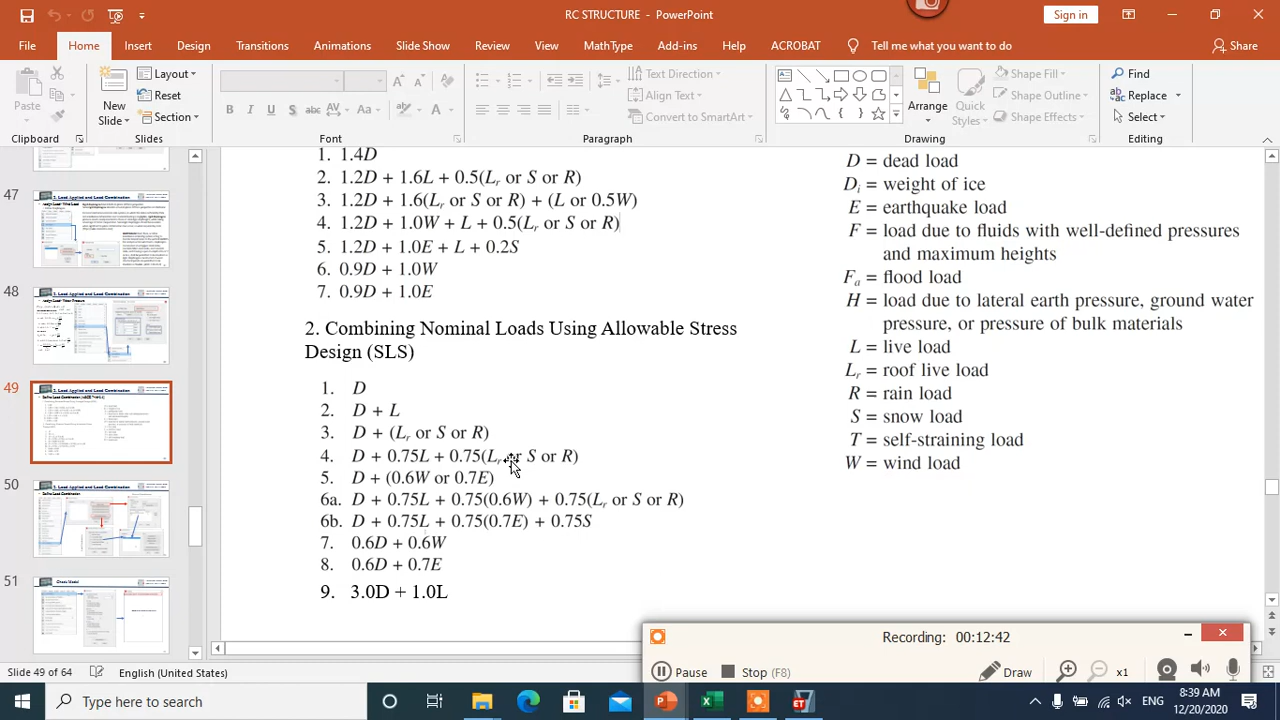 RC STRUCTURE - PowerPoint
Sign in
File Home Insert Design Transitions Animations Slide Show Review View MathType Add-ins Help ACROBAT Tell me what you want to do Share
Paste
New Slide
Layout
Reset
Section
B I U S
Aa
A
Text Direction
Align Text
Convert to SmartArt
Arrange
Quick Styles
Shape Fill
Shape Outline
Shape Effects
Find
Replace
Select
Clipboard Slides Font Paragraph Drawing Editing
47
48
49
50
51
1. 1.4D
2. 1.2D + 1.6L + 0.5(Lr or S or R)
3. 1.2D + 1.6(Lr or S or R) + (L or 0.5W)
4. 1.2D + 1.0W + L + 0.5(Lr or S or R)
5. 1.2D + 1.0E + L + 0.2S
6. 0.9D + 1.0W
7. 0.9D + 1.0E
2. Combining Nominal Loads Using Allowable Stress
Design (SLS)
1. D
2. D + L
3. D + (Lr or S or R)
4. D + 0.75L + 0.75(Lr or S or R)
5. D + (0.6W or 0.7E)
6a. D + 0.75L + 0.75(0.6W) + 0.75(Lr or S or R)
6b. D + 0.75L + 0.75(0.7E) + 0.75S
7. 0.6D + 0.6W
8. 0.6D + 0.7E
9. 3.0D + 1.0L
D = dead load
Di = weight of ice
E = earthquake load
F = load due to fluids with well-defined pressures
and maximum heights
Fa = flood load
H = load due to lateral earth pressure, ground water
pressure, or pressure of bulk materials
L = live load
Lr = roof live load
R = rain load
S = snow load
T = self-straining load
W = wind load
Recording: 00:12:42
Pause Stop (F8) Draw x1
Slide 49 of 64 English (United States)
Type here to search
ENG
8:39 AM
12/20/2020